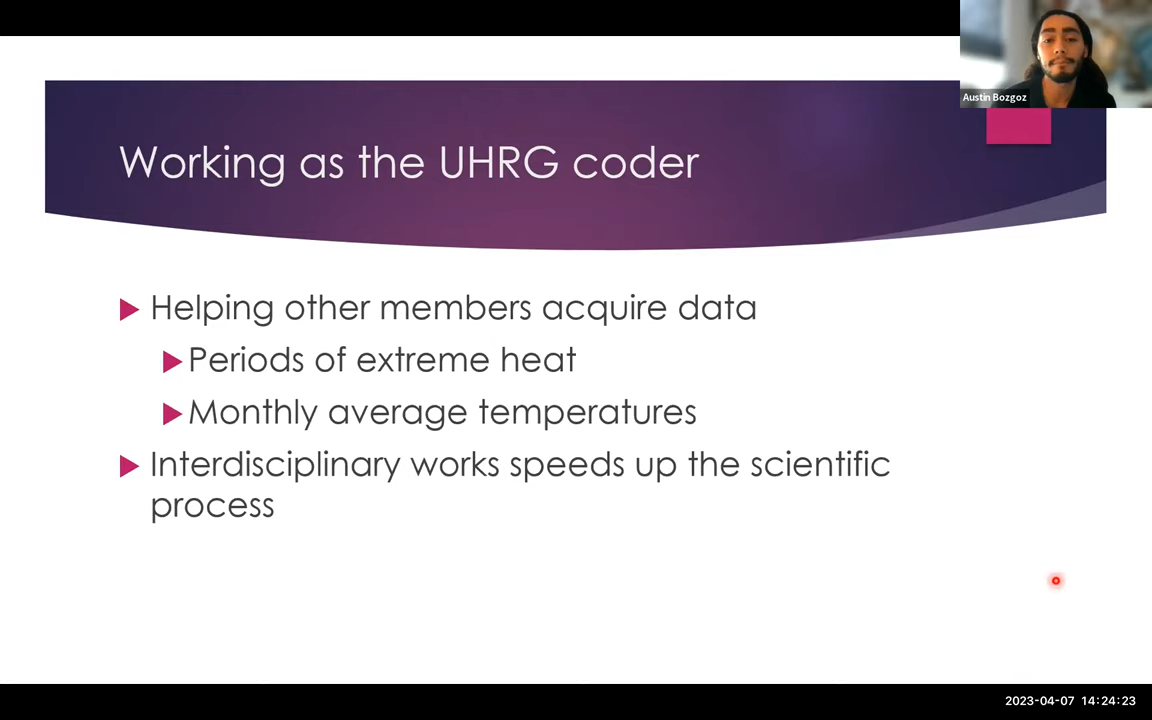 Austin Bozgoz
Working as the UHRG coder
Helping other members acquire data
Periods of extreme heat
Monthly average temperatures
Interdisciplinary works speeds up the scientific
process
2023-04-07 14:24:23